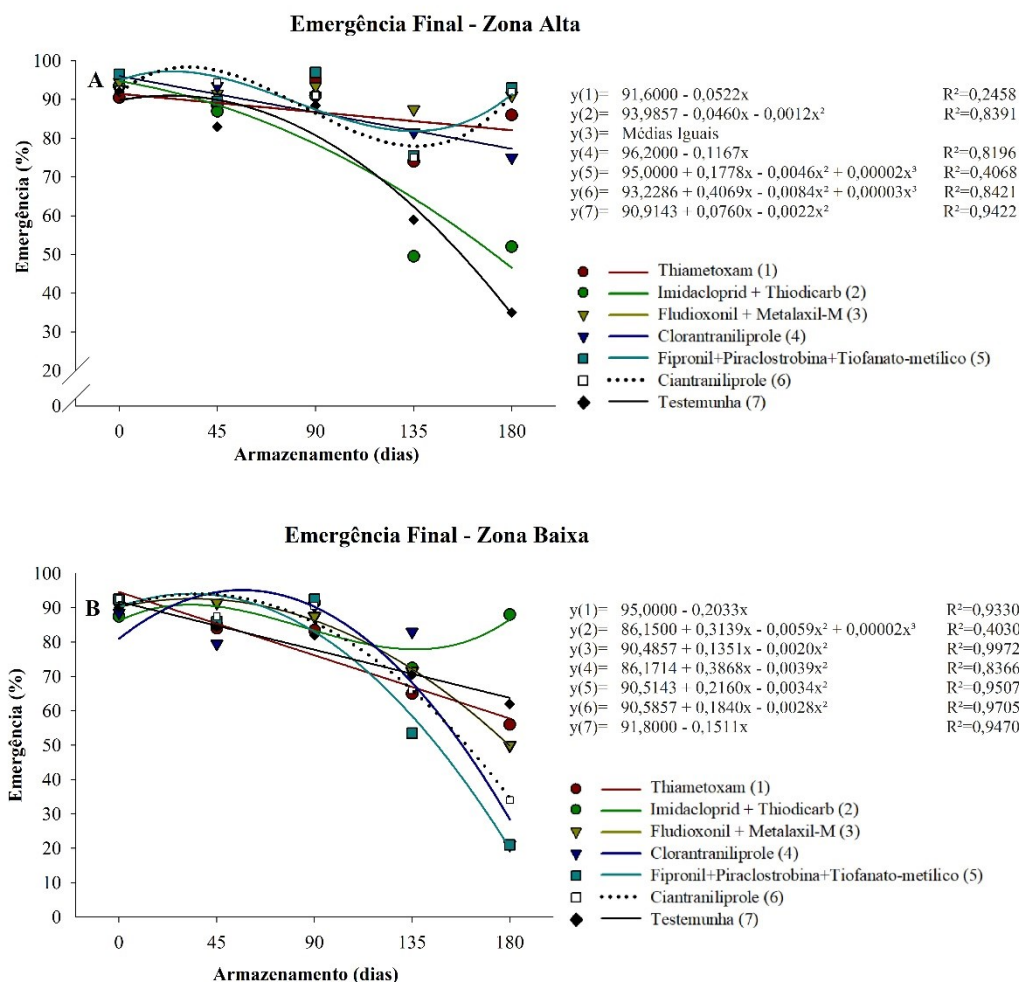 Emergência Final - Zona Alta
A
Emergência (%)
100
90
80
70
60
50
40
30
20
0
0 45 90 135 180
Armazenamento (dias)
y(1)= 91,6000 - 0,0522x R²=0,2458
y(2)= 93,9857 - 0,0460x - 0,0012x² R²=0,8391
y(3)= Médias Iguais
y(4)= 96,2000 - 0,1167x R²=0,8196
y(5)= 95,0000 + 0,1778x - 0,0046x² + 0,00002x³ R²=0,4068
y(6)= 93,2286 + 0,4069x - 0,0084x² + 0,00003x³ R²=0,8421
y(7)= 90,9143 + 0,0760x - 0,0022x² R²=0,9422
Thiametoxam (1)
Imidacloprid + Thiodicarb (2)
Fludioxonil + Metalaxil-M (3)
Clorantraniliprole (4)
Fipronil+Piraclostrobina+Tiofanato-metílico (5)
Ciantraniliprole (6)
Testemunha (7)
Emergência Final - Zona Baixa
B
Emergência (%)
100
90
80
70
60
50
40
30
20
10
0
0 45 90 135 180
Armazenamento (dias)
y(1)= 95,0000 - 0,2033x R²=0,9330
y(2)= 86,1500 + 0,3139x - 0,0059x² + 0,00002x³ R²=0,4030
y(3)= 90,4857 + 0,1351x - 0,0020x² R²=0,9972
y(4)= 86,1714 + 0,3868x - 0,0039x² R²=0,8366
y(5)= 90,5143 + 0,2160x - 0,0034x² R²=0,9507
y(6)= 90,5857 + 0,1840x - 0,0028x² R²=0,9705
y(7)= 91,8000 - 0,1511x R²=0,9470
Thiametoxam (1)
Imidacloprid + Thiodicarb (2)
Fludioxonil + Metalaxil-M (3)
Clorantraniliprole (4)
Fipronil+Piraclostrobina+Tiofanato-metílico (5)
Ciantraniliprole (6)
Testemunha (7)